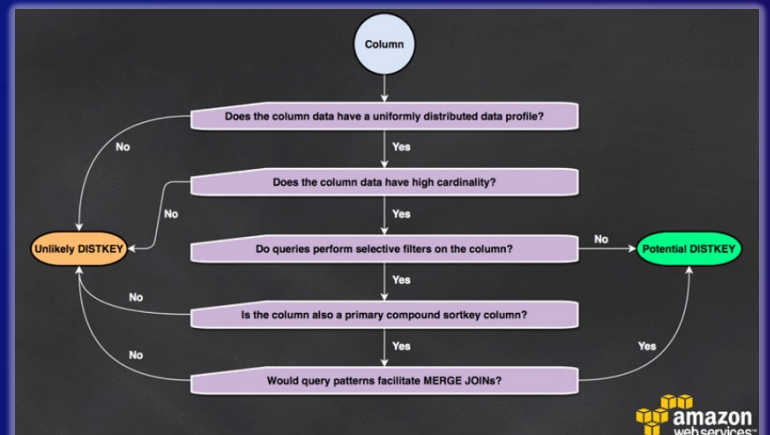 Column
Does the column data have a uniformly distributed data profile?
No
Yes
Does the column data have high cardinality?
No
Yes
Unlikely DISTKEY
Do queries perform selective filters on the column?
No
Potential DISTKEY
Yes
No
Is the column also a primary compound sortkey column?
Yes
Yes
No
Would query patterns facilitate MERGE JOINs?
amazon
webservices™